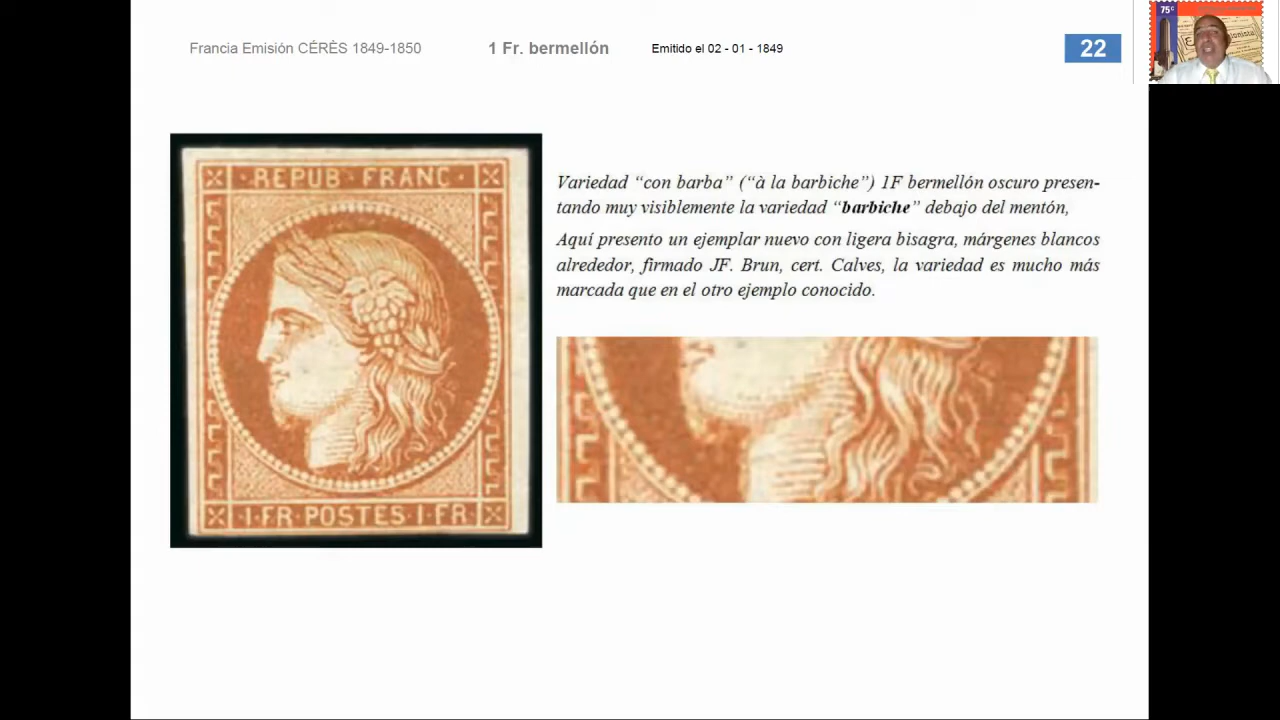 Francia Emisión CÉRÈS 1849-1850
1 Fr. bermellón
Emitido el 02 - 01 - 1849
22
75c
REPUB · FRANC ·
Variedad “con barba” (“à la barbiche”) 1F bermellón oscuro presen-
tando muy visiblemente la variedad “barbiche” debajo del mentón,
Aquí presento un ejemplar nuevo con ligera bisagra, márgenes blancos
alrededor, firmado JF. Brun, cert. Calves, la variedad es mucho más
marcada que en el otro ejemplo conocido.
· 1 · FR · POSTES · 1 · FR ·